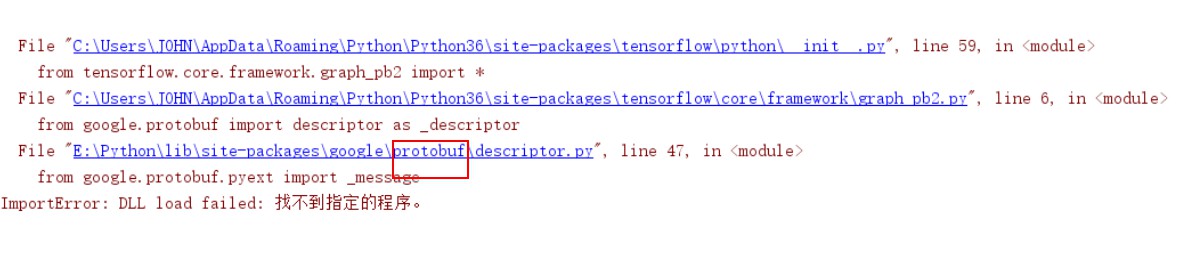 File "C:\Users\JOHN\AppData\Roaming\Python\Python36\site-packages\tensorflow\python\__init__.py", line 59, in <module>
from tensorflow.core.framework.graph_pb2 import *
File "C:\Users\JOHN\AppData\Roaming\Python\Python36\site-packages\tensorflow\core\framework\graph_pb2.py", line 6, in <module>
from google.protobuf import descriptor as _descriptor
File "E:\Python\lib\site-packages\google\protobuf\descriptor.py", line 47, in <module>
from google.protobuf.pyext import _message
ImportError: DLL load failed: 找不到指定的程序。